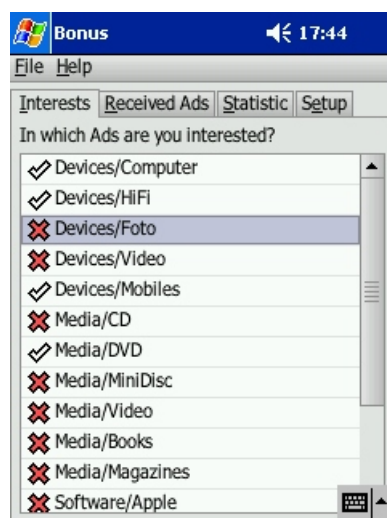 Bonus 17:44
File Help
Interests Received Ads Statistic Setup
In which Ads are you interested?
Devices/Computer
Devices/HiFi
Devices/Foto
Devices/Video
Devices/Mobiles
Media/CD
Media/DVD
Media/MiniDisc
Media/Video
Media/Books
Media/Magazines
Software/Apple